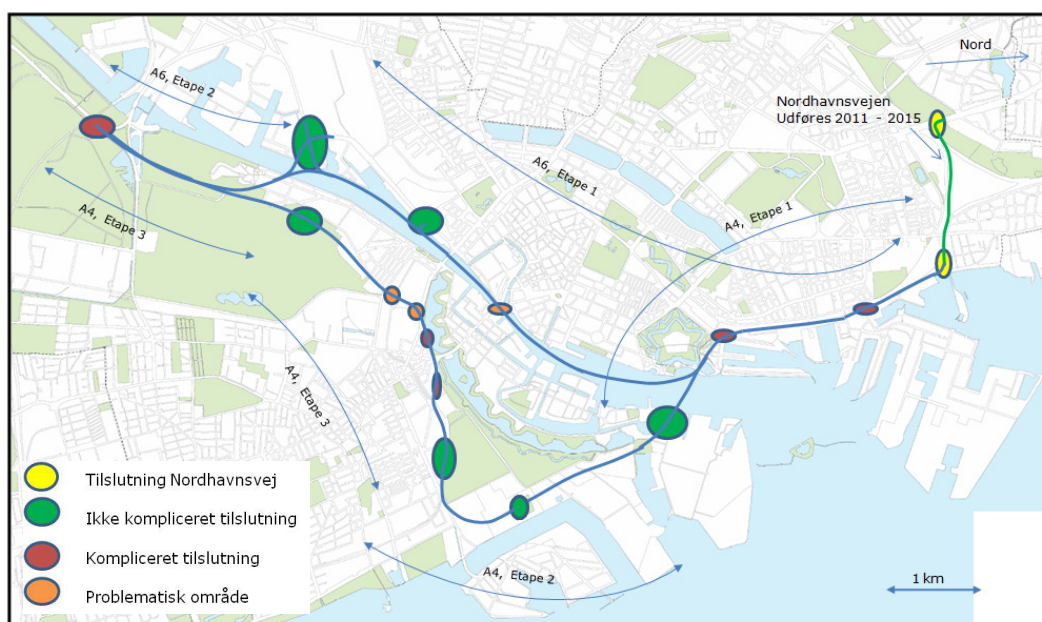 A6, Etape 2
Nord
Nordhavnsvejen
Udføres 2011 - 2015
A6, Etape 1
A4, Etape 1
A4, Etape 3
A4, Etape 3
A4, Etape 2
Tilslutning Nordhavnsvej
Ikke kompliceret tilslutning
Kompliceret tilslutning
Problematisk område
1 km